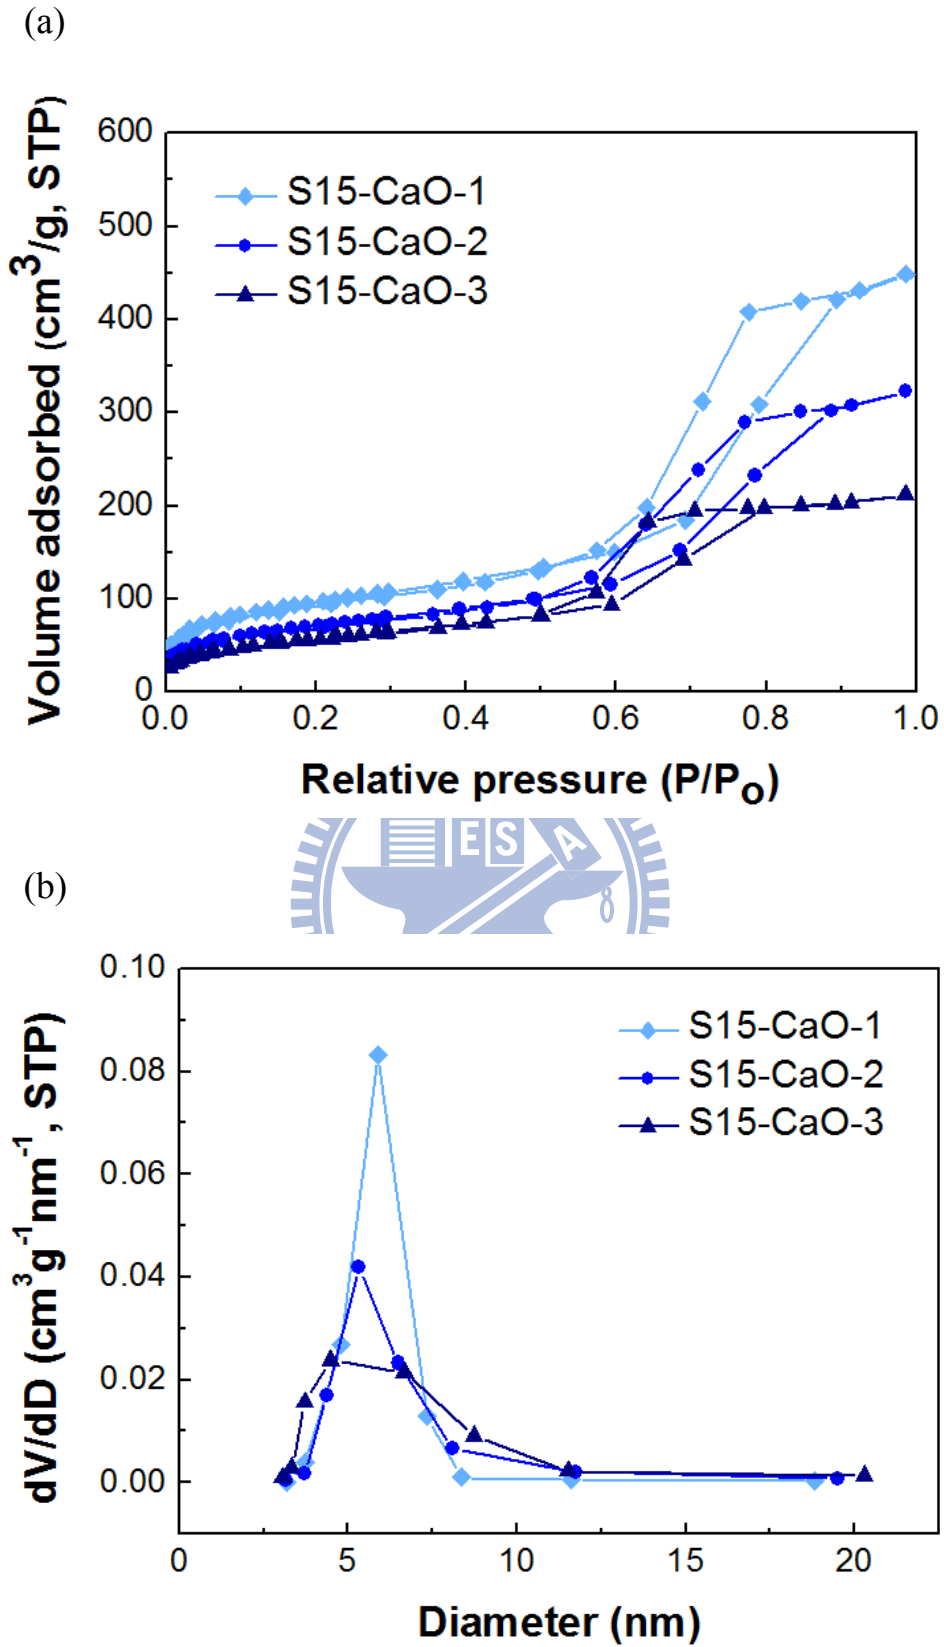 (a)
Volume adsorbed (cm³/g, STP)
600
500
400
300
200
100
0
S15-CaO-1
S15-CaO-2
S15-CaO-3
0.0 0.2 0.4 0.6 0.8 1.0
Relative pressure (P/Pₒ)
E S A
8
(b)
dV/dD (cm³g⁻¹nm⁻¹, STP)
0.10
0.08
0.06
0.04
0.02
0.00
S15-CaO-1
S15-CaO-2
S15-CaO-3
0 5 10 15 20
Diameter (nm)